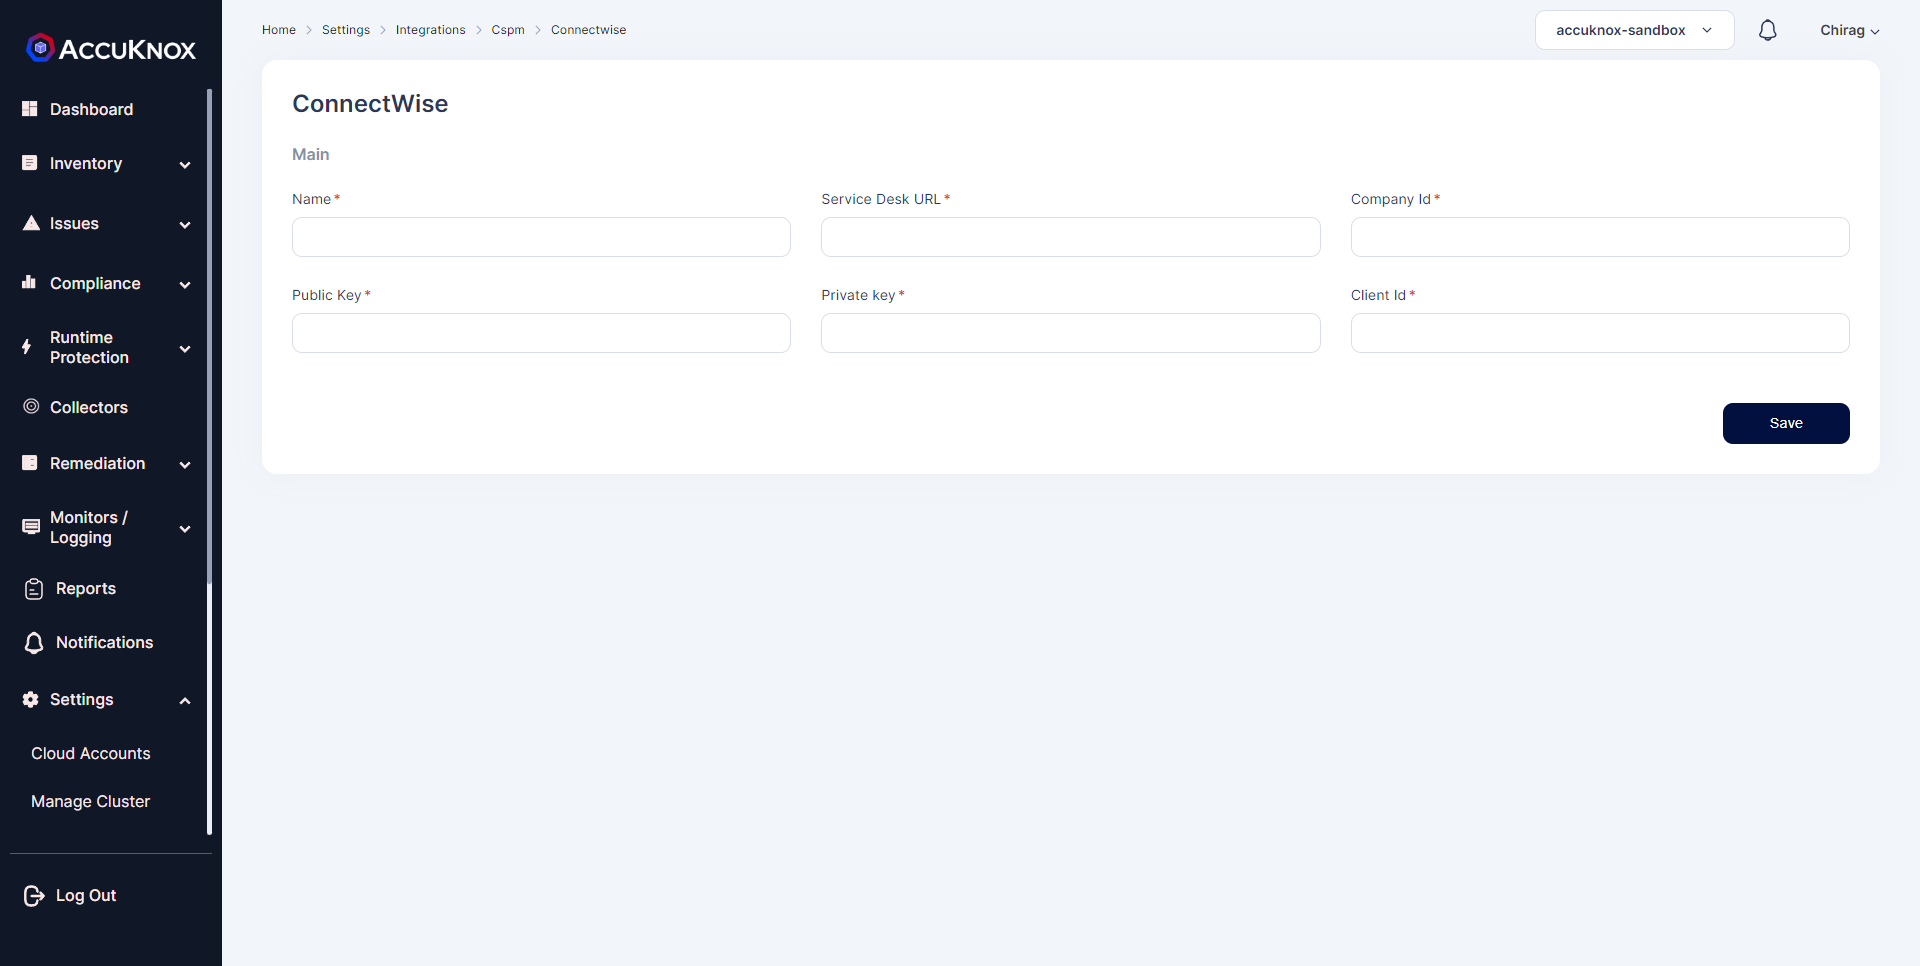 ACCUKNOX
Dashboard
Inventory
Issues
Compliance
Runtime
Protection
Collectors
Remediation
Monitors /
Logging
Reports
Notifications
Settings
Cloud Accounts
Manage Cluster
Log Out
Home > Settings > Integrations > Cspm > Connectwise
accuknox-sandbox
Chirag
ConnectWise
Main
Name * Service Desk URL * Company Id *
Public Key * Private key * Client Id *
Save